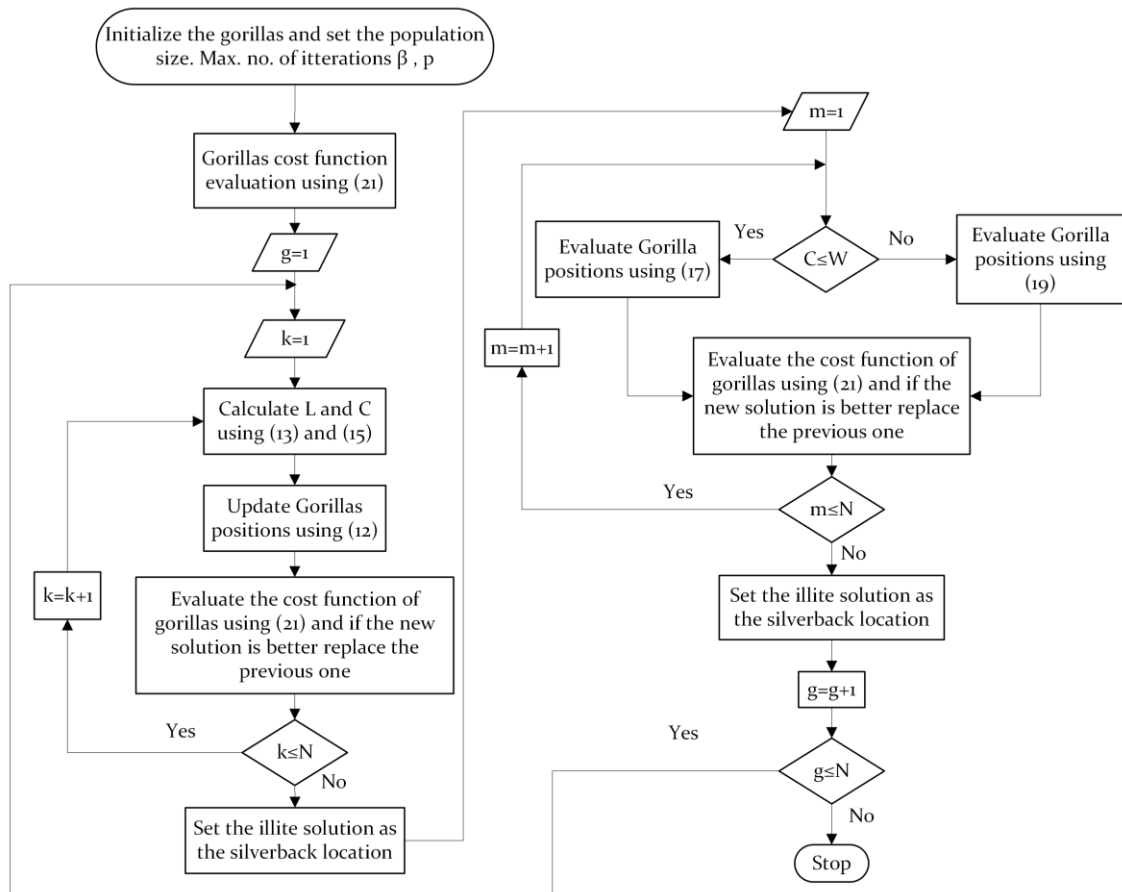 Initialize the gorillas and set the population
size. Max. no. of itterations β , p
Gorillas cost function
evaluation using (21)
g=1
k=1
Calculate L and C
using (13) and (15)
Update Gorillas
positions using (12)
k=k+1
Evaluate the cost function of
gorillas using (21) and if the new
solution is better replace the
previous one
Yes
k≤N
No
Set the illite solution as
the silverback location
m=1
Yes
C≤W
No
Evaluate Gorilla
positions using
(17)
Evaluate Gorilla
positions using
(19)
m=m+1
Evaluate the cost function of
gorillas using (21) and if the
new solution is better replace
the previous one
Yes
m≤N
No
Set the illite solution as
the silverback location
g=g+1
Yes
g≤N
No
Stop